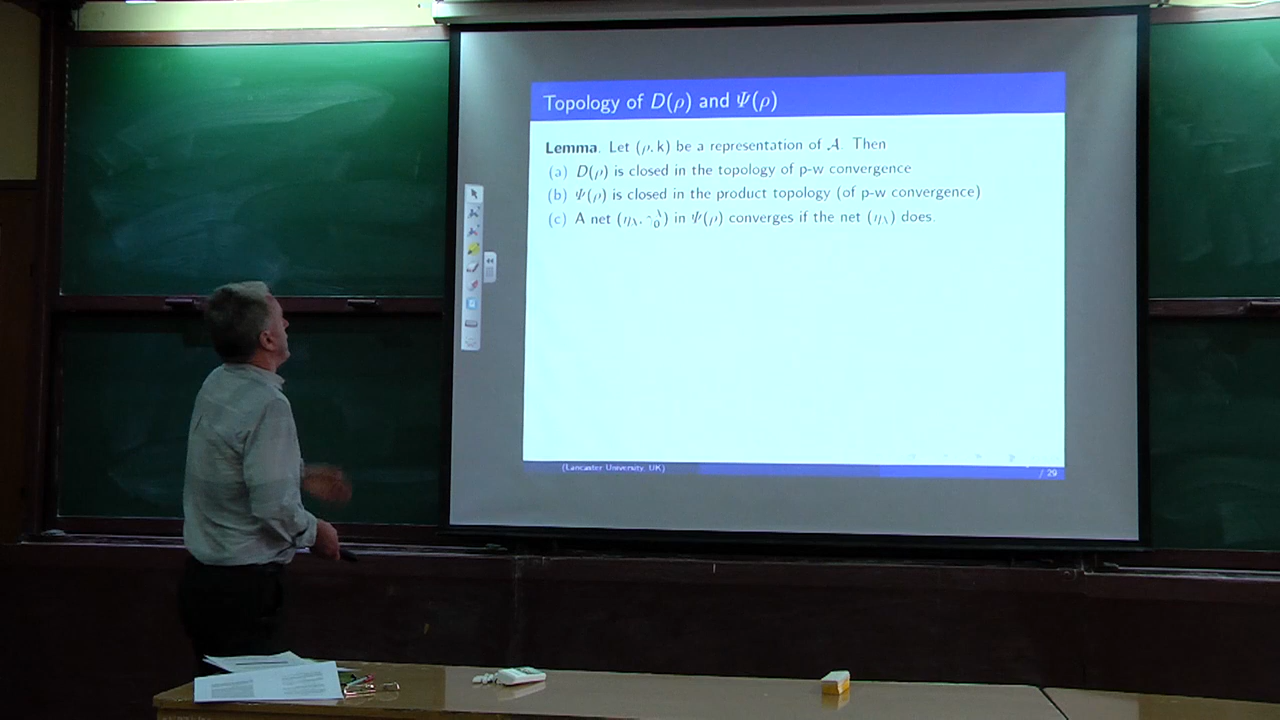 Topology of D(ρ) and Ψ(ρ)
Lemma. Let (ρ, k) be a representation of 𝒜. Then
(a) D(ρ) is closed in the topology of p-w convergence
(b) Ψ(ρ) is closed in the product topology (of p-w convergence)
(c) A net (η_λ, γ_0^λ) in Ψ(ρ) converges if the net (η_λ) does.
(Lancaster University, UK)
/ 29